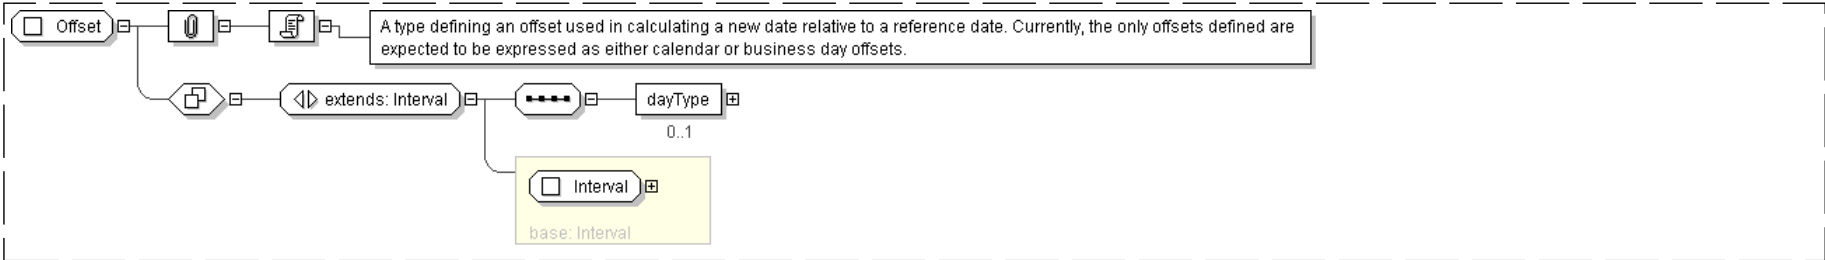 Offset
A type defining an offset used in calculating a new date relative to a reference date. Currently, the only offsets defined are
expected to be expressed as either calendar or business day offsets.
extends: Interval
dayType
0..1
Interval
base: Interval